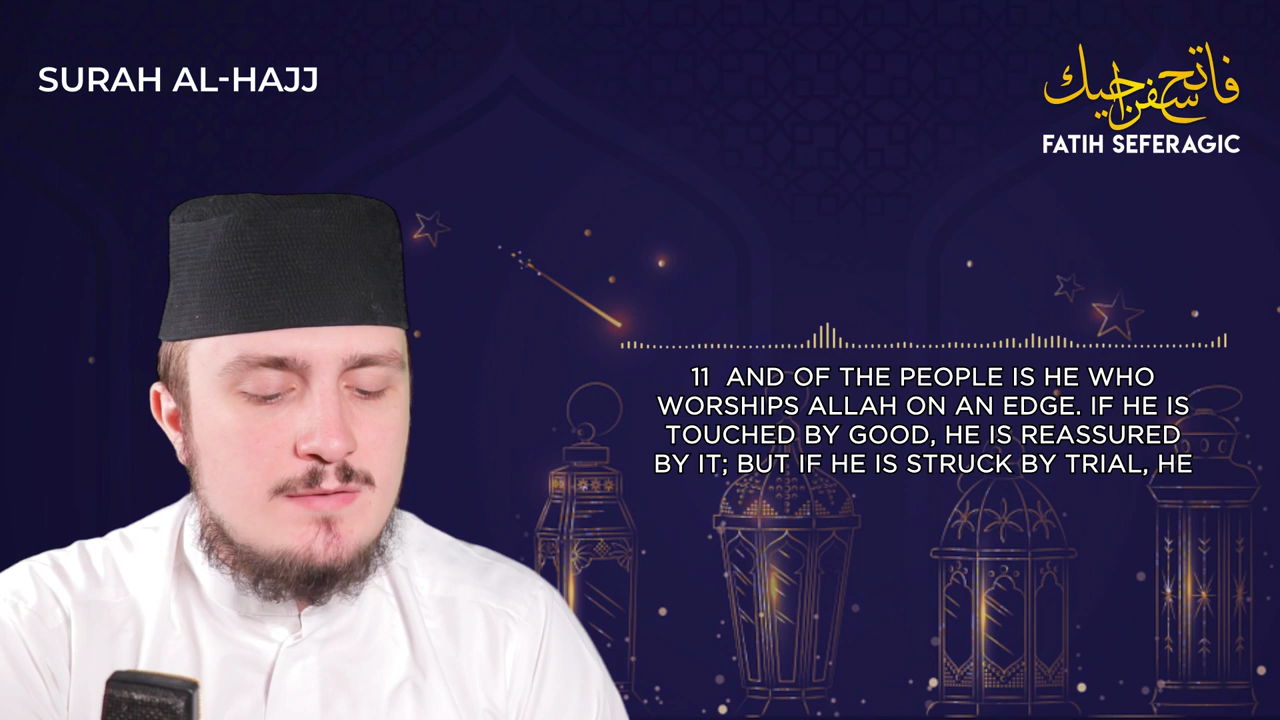 SURAH AL-HAJJ
فاتح سفراجيك
FATIH SEFERAGIC
11 AND OF THE PEOPLE IS HE WHO
WORSHIPS ALLAH ON AN EDGE. IF HE IS
TOUCHED BY GOOD, HE IS REASSURED
BY IT; BUT IF HE IS STRUCK BY TRIAL, HE